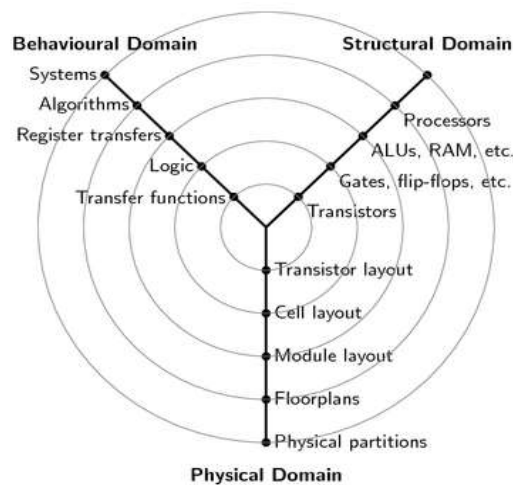 Behavioural Domain
Structural Domain
Systems
Algorithms
Register transfers
Logic
Transfer functions
Processors
ALUs, RAM, etc.
Gates, flip-flops, etc.
Transistors
Transistor layout
Cell layout
Module layout
Floorplans
Physical partitions
Physical Domain